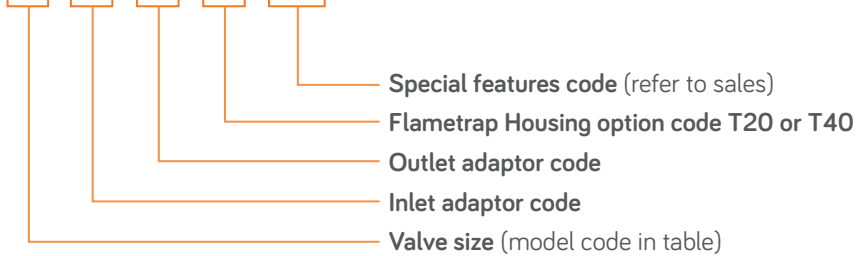 Special features code (refer to sales)
Flametrap Housing option code T20 or T40
Outlet adaptor code
Inlet adaptor code
Valve size (model code in table)